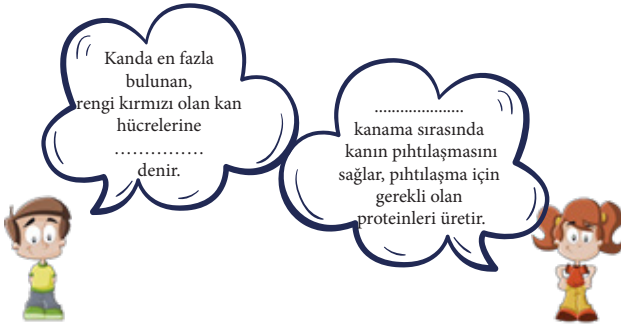 Kanda en fazla
bulunan,
rengi kırmızı olan kan
hücrelerine
...............
denir.
.....................
kanama sırasında
kanın pıhtılaşmasını
sağlar, pıhtılaşma için
gerekli olan
proteinleri üretir.